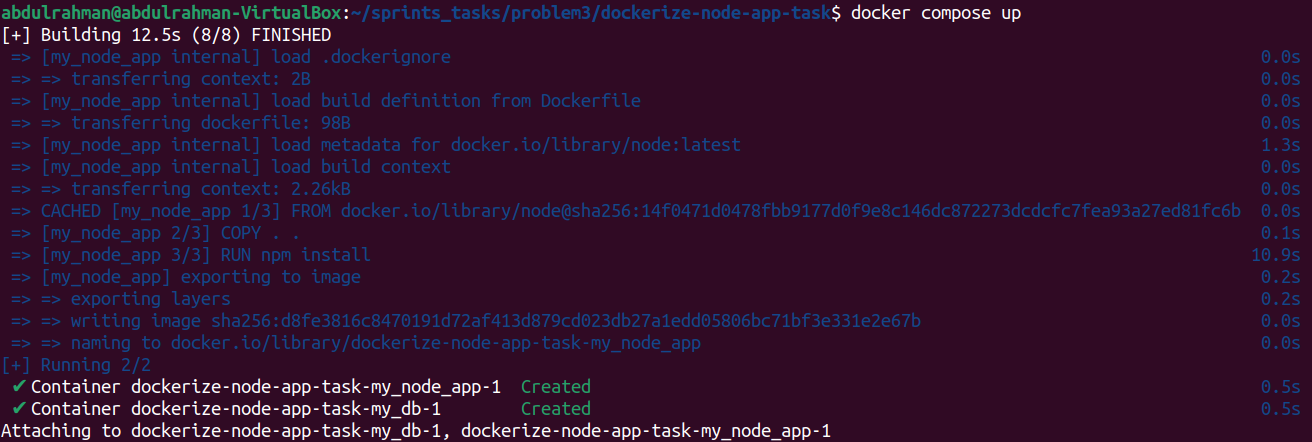 abdulrahman@abdulrahman-VirtualBox:~/sprints_tasks/problem3/dockerize-node-app-task$ docker compose up
[+] Building 12.5s (8/8) FINISHED
=> [my_node_app internal] load .dockerignore 0.0s
=> => transferring context: 2B 0.0s
=> [my_node_app internal] load build definition from Dockerfile 0.0s
=> => transferring dockerfile: 98B 0.0s
=> [my_node_app internal] load metadata for docker.io/library/node:latest 1.3s
=> [my_node_app internal] load build context 0.0s
=> => transferring context: 2.26kB 0.0s
=> CACHED [my_node_app 1/3] FROM docker.io/library/node@sha256:14f0471d0478fbb9177d0f9e8c146dc872273dcdcfc7fea93a27ed81fc6b 0.0s
=> [my_node_app 2/3] COPY . . 0.1s
=> [my_node_app 3/3] RUN npm install 10.9s
=> [my_node_app] exporting to image 0.2s
=> => exporting layers 0.2s
=> => writing image sha256:d8fe3816c8470191d72af413d879cd023db27a1edd05806bc71bf3e331e2e67b 0.0s
=> => naming to docker.io/library/dockerize-node-app-task-my_node_app 0.0s
[+] Running 2/2
✔ Container dockerize-node-app-task-my_node_app-1 Created 0.5s
✔ Container dockerize-node-app-task-my_db-1 Created 0.5s
Attaching to dockerize-node-app-task-my_db-1, dockerize-node-app-task-my_node_app-1